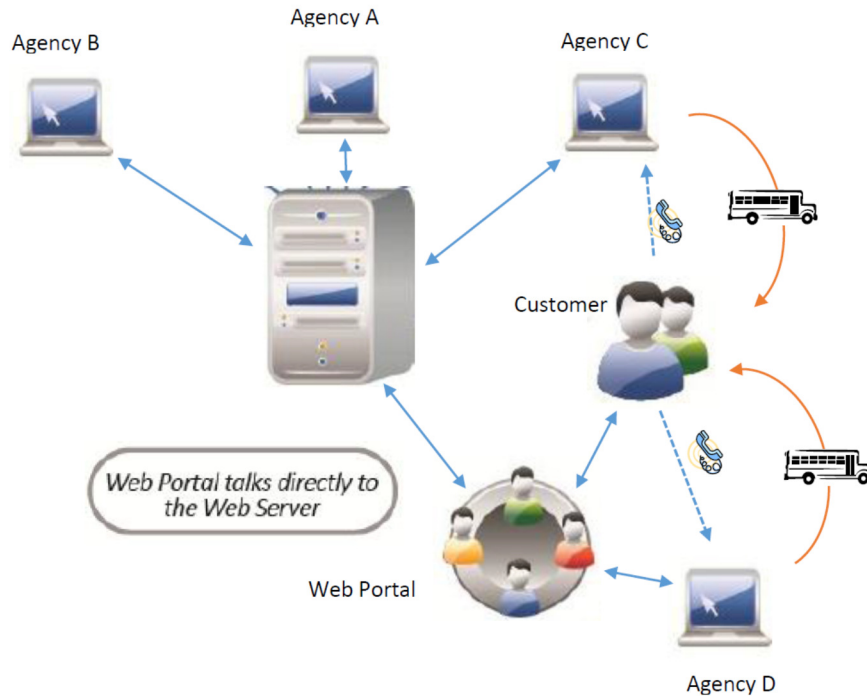 Agency A
Agency B
Agency C
Customer
Web Portal talks directly to
the Web Server
Web Portal
Agency D